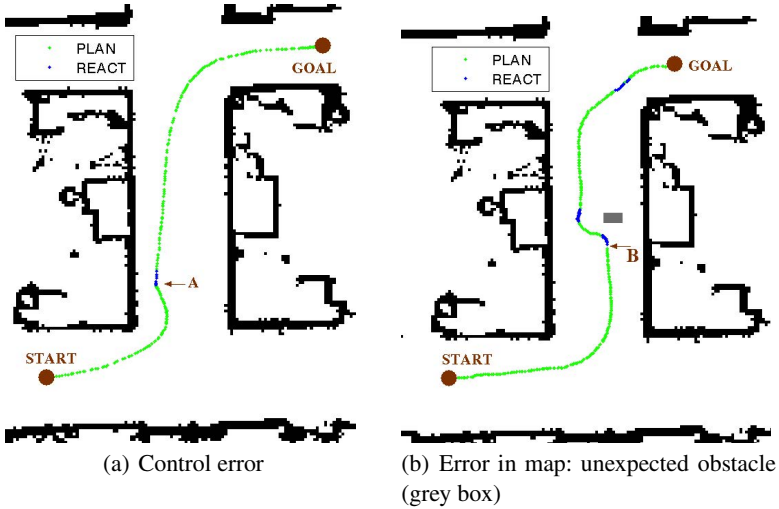 PLAN
REACT
GOAL
A
START
(a) Control error
PLAN
REACT
GOAL
B
START
(b) Error in map: unexpected obstacle
(grey box)